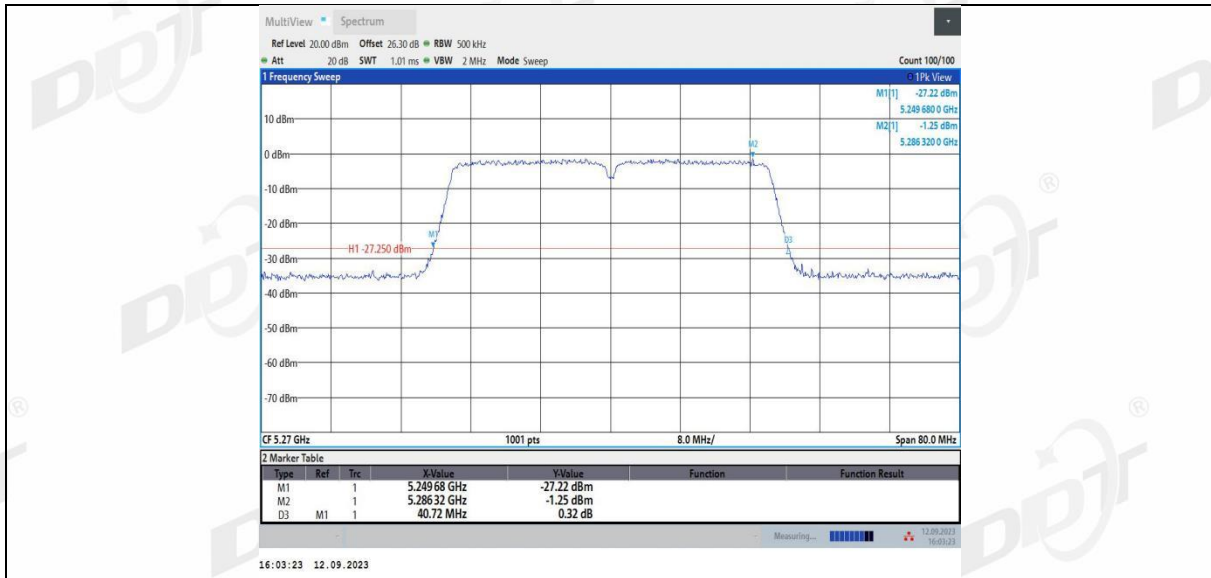 MultiView Spectrum
Ref Level 20.00 dBm Offset 26.30 dB RBW 500 kHz
Att 20 dB SWT 1.01 ms VBW 2 MHz Mode Sweep Count 100/100
1 Frequency Sweep 1Pk View
M1[1] -27.22 dBm
5.249 680 0 GHz
10 dBm
M2[1] -1.25 dBm
5.286 320 0 GHz
M2
0 dBm
-10 dBm
-20 dBm
M1
D3
H1 -27.250 dBm
-30 dBm
-40 dBm
-50 dBm
-60 dBm
-70 dBm
CF 5.27 GHz 1001 pts 8.0 MHz/ Span 80.0 MHz
2 Marker Table
Type Ref Trc X-Value Y-Value Function Function Result
M1 1 5.249 68 GHz -27.22 dBm
M2 1 5.286 32 GHz -1.25 dBm
D3 M1 1 40.72 MHz 0.32 dB
Measuring... 12.09.2023
16:03:23
16:03:23 12.09.2023
DDT
®